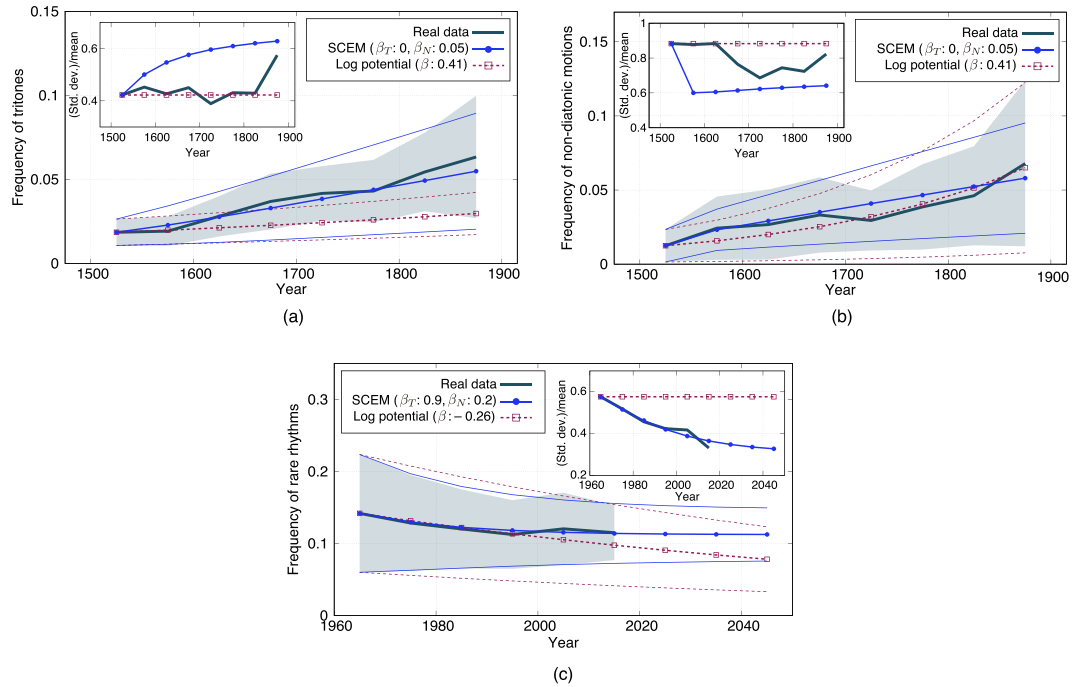 0.15
0.1
0.05
0
1500
1600
1700
1800
1900
Year
Frequency of tritones
Real data
SCEM (βT: 0, βN: 0.05)
Log potential (β: 0.41)
0.6
0.4
1500
1600
1700
1800
1900
Year
(Std. dev.)/mean
(a)
0.15
0.1
0.05
0
1500
1600
1700
1800
1900
Year
Frequency of non-diatonic motions
Real data
SCEM (βT: 0, βN: 0.05)
Log potential (β: 0.41)
1
0.8
0.6
0.4
1500
1600
1700
1800
1900
Year
(Std. dev.)/mean
(b)
0.3
0.2
0.1
0
1960
1980
2000
2020
2040
Year
Frequency of rare rhythms
Real data
SCEM (βT: 0.9, βN: 0.2)
Log potential (β: −0.26)
0.6
0.4
0.2
1960
1980
2000
2020
2040
Year
(Std. dev.)/mean
(c)